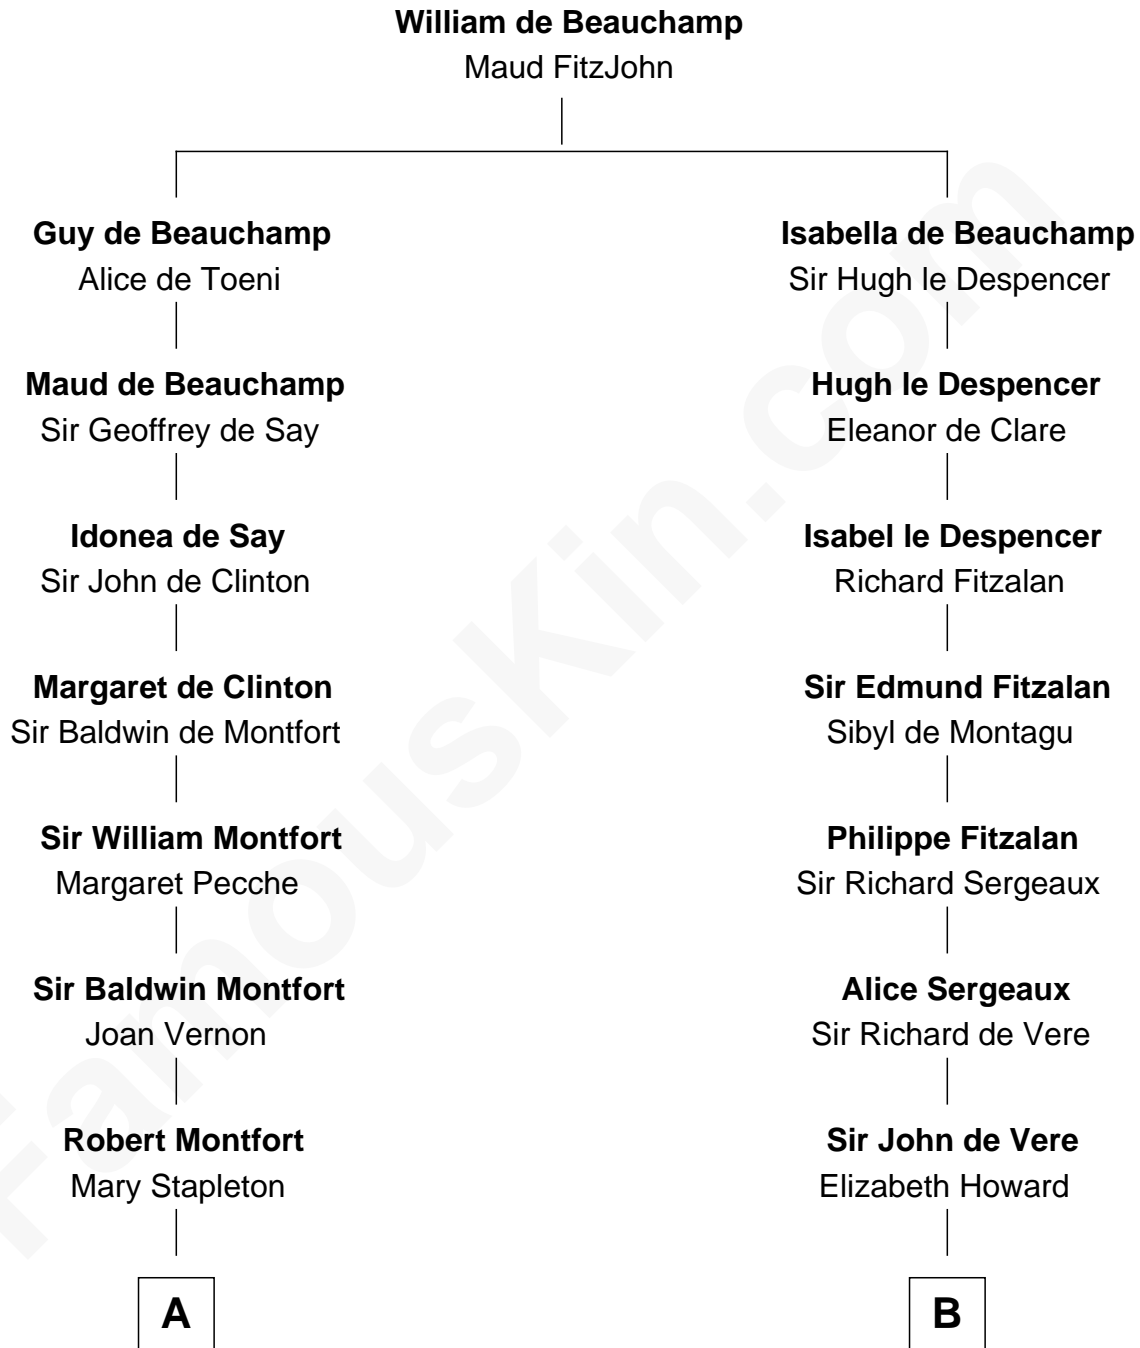 William de Beauchamp
Maud FitzJohn
Guy de Beauchamp
Alice de Toeni
Maud de Beauchamp
Sir Geoffrey de Say
Idonea de Say
Sir John de Clinton
Margaret de Clinton
Sir Baldwin de Montfort
Sir William Montfort
Margaret Pecche
Sir Baldwin Montfort
Joan Vernon
Robert Montfort
Mary Stapleton
A
Isabella de Beauchamp
Sir Hugh le Despencer
Hugh le Despencer
Eleanor de Clare
Isabel le Despencer
Richard Fitzalan
Sir Edmund Fitzalan
Sibyl de Montagu
Philippe Fitzalan
Sir Richard Sergeaux
Alice Sergeaux
Sir Richard de Vere
Sir John de Vere
Elizabeth Howard
B
FamousKin.com